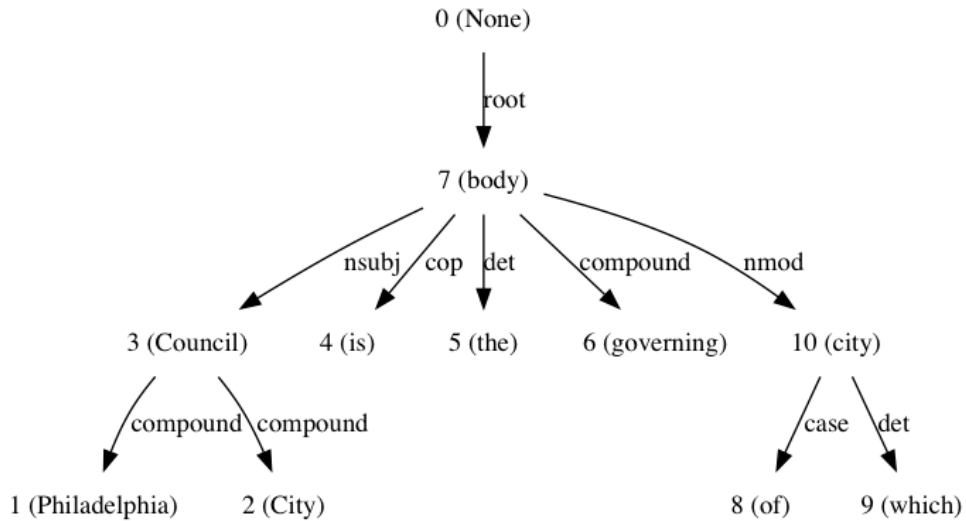 0 (None)
root
7 (body)
nsubj cop det compound nmod
3 (Council) 4 (is) 5 (the) 6 (governing) 10 (city)
compound compound case det
1 (Philadelphia) 2 (City) 8 (of) 9 (which)